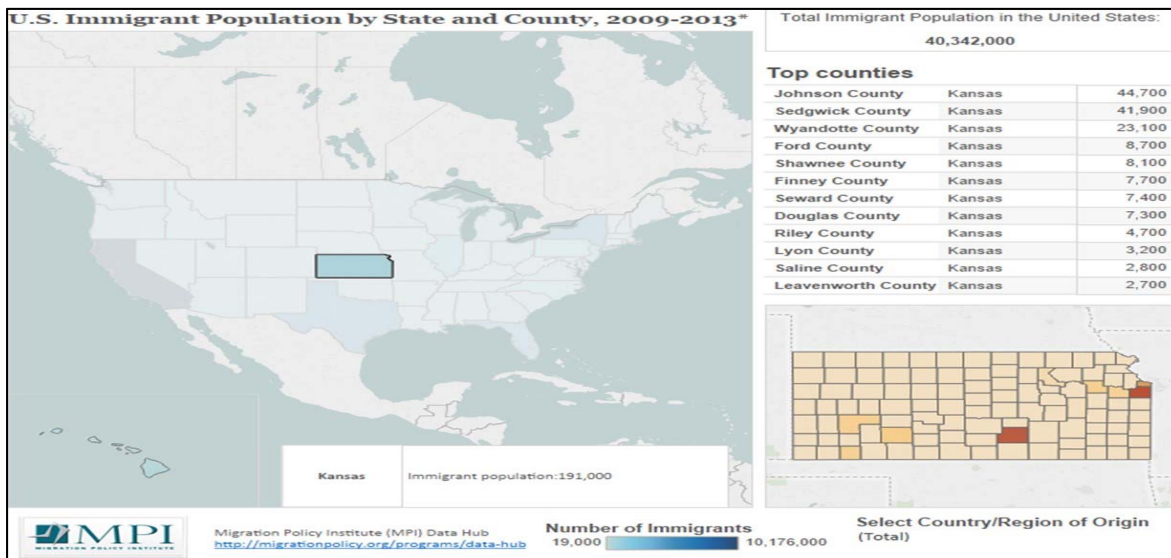 U.S. Immigrant Population by State and County, 2009-2013*
Total Immigrant Population in the United States:
40,342,000
Top counties
Johnson County Kansas 44,700
Sedgwick County Kansas 41,900
Wyandotte County Kansas 23,100
Ford County Kansas 8,700
Shawnee County Kansas 8,100
Finney County Kansas 7,700
Seward County Kansas 7,400
Douglas County Kansas 7,300
Riley County Kansas 4,700
Lyon County Kansas 3,200
Saline County Kansas 2,800
Leavenworth County Kansas 2,700
Kansas Immigrant population:191,000
MPI
MIGRATION POLICY INSTITUTE
Migration Policy Institute (MPI) Data Hub
http://migrationpolicy.org/programs/data-hub
Number of Immigrants
19,000 10,176,000
Select Country/Region of Origin
(Total)